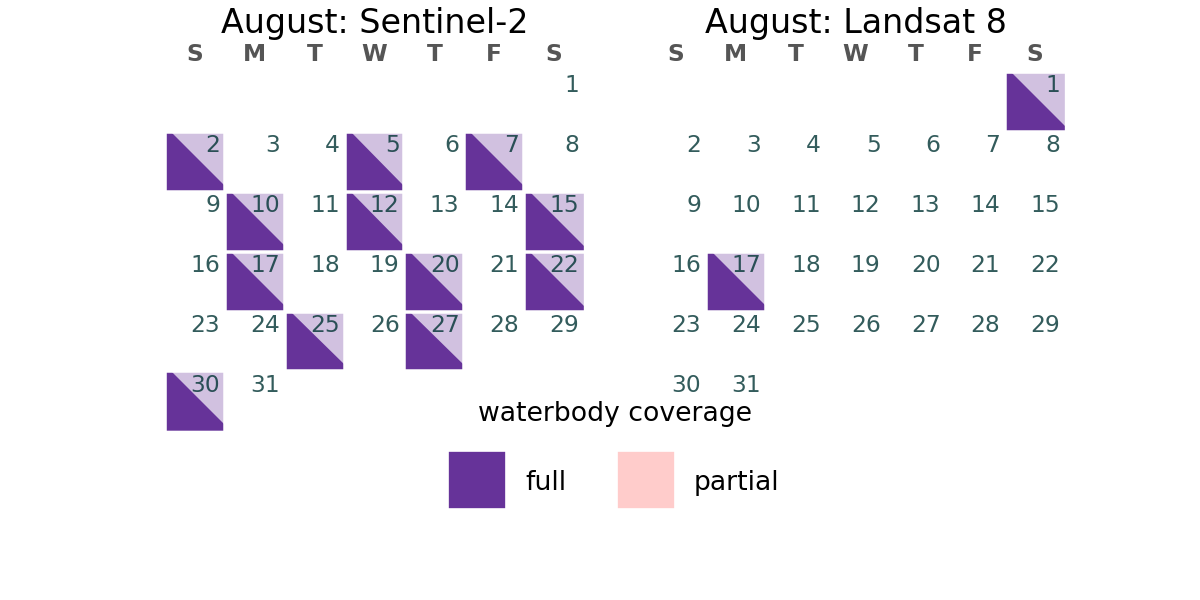 August: Sentinel-2
S M T W T F S
1
2 3 4 5 6 7 8
9 10 11 12 13 14 15
16 17 18 19 20 21 22
23 24 25 26 27 28 29
30 31
August: Landsat 8
S M T W T F S
1
2 3 4 5 6 7 8
9 10 11 12 13 14 15
16 17 18 19 20 21 22
23 24 25 26 27 28 29
30 31
waterbody coverage
full partial